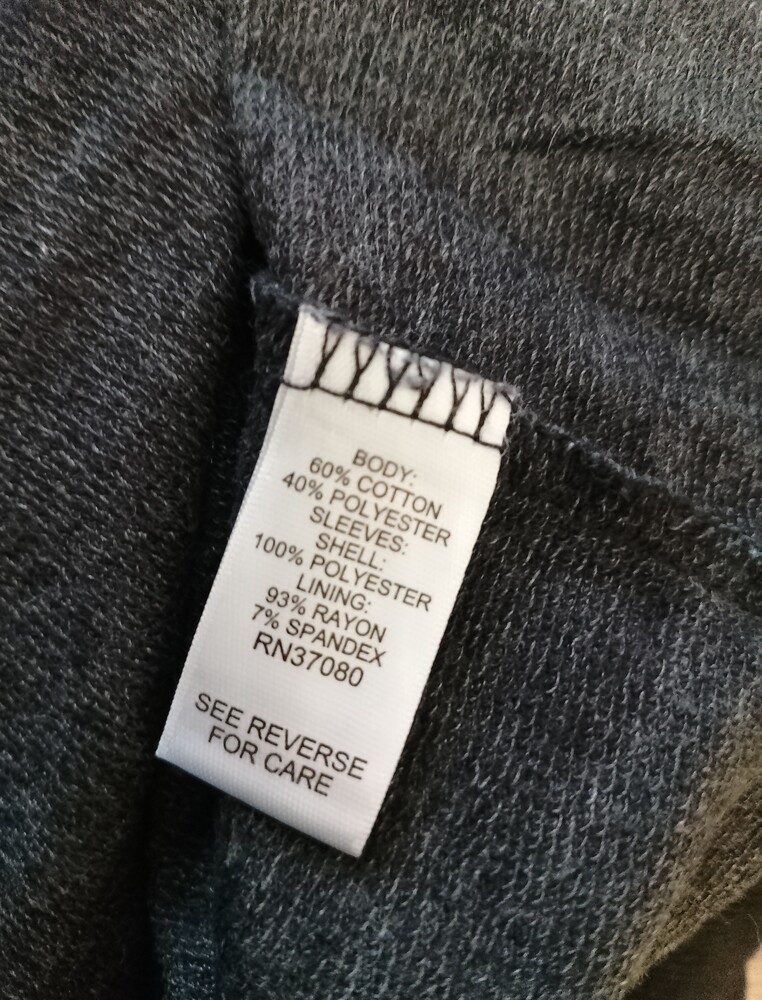 BODY:
60% COTTON
40% POLYESTER
SLEEVES:
SHELL:
100% POLYESTER
LINING:
93% RAYON
7% SPANDEX
RN37080
SEE REVERSE
FOR CARE